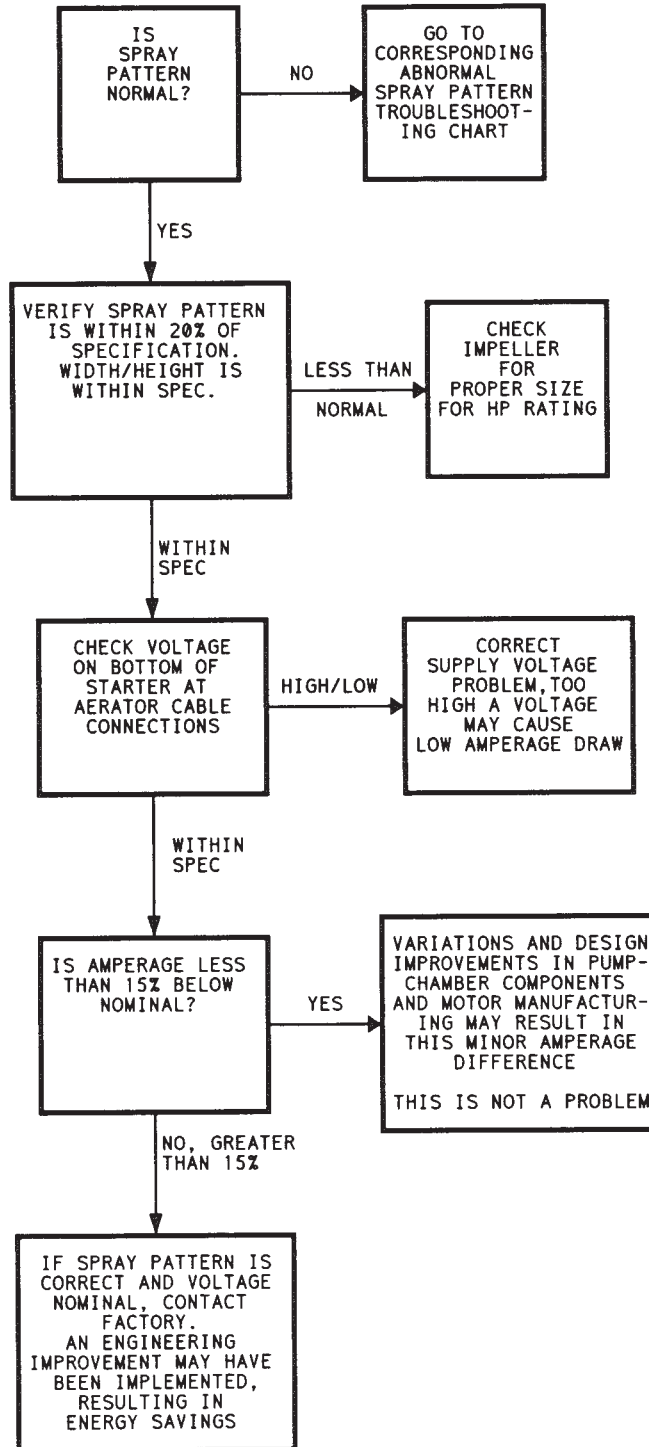 IS
SPRAY
PATTERN
NORMAL?
NO
GO TO
CORRESPONDING
ABNORMAL
SPRAY PATTERN
TROUBLESHOOT-
ING CHART
YES
VERIFY SPRAY PATTERN
IS WITHIN 20% OF
SPECIFICATION.
WIDTH/HEIGHT IS
WITHIN SPEC.
LESS THAN
NORMAL
CHECK
IMPELLER
FOR
PROPER SIZE
FOR HP RATING
WITHIN
SPEC
CHECK VOLTAGE
ON BOTTOM OF
STARTER AT
AERATOR CABLE
CONNECTIONS
HIGH/LOW
CORRECT
SUPPLY VOLTAGE
PROBLEM,TOO
HIGH A VOLTAGE
MAY CAUSE
LOW AMPERAGE DRAW
WITHIN
SPEC
IS AMPERAGE LESS
THAN 15% BELOW
NOMINAL?
YES
VARIATIONS AND DESIGN
IMPROVEMENTS IN PUMP-
CHAMBER COMPONENTS
AND MOTOR MANUFACTUR-
ING MAY RESULT IN
THIS MINOR AMPERAGE
DIFFERENCE
THIS IS NOT A PROBLEM
NO, GREATER
THAN 15%
IF SPRAY PATTERN IS
CORRECT AND VOLTAGE
NOMINAL, CONTACT
FACTORY.
AN ENGINEERING
IMPROVEMENT MAY HAVE
BEEN IMPLEMENTED,
RESULTING IN
ENERGY SAVINGS